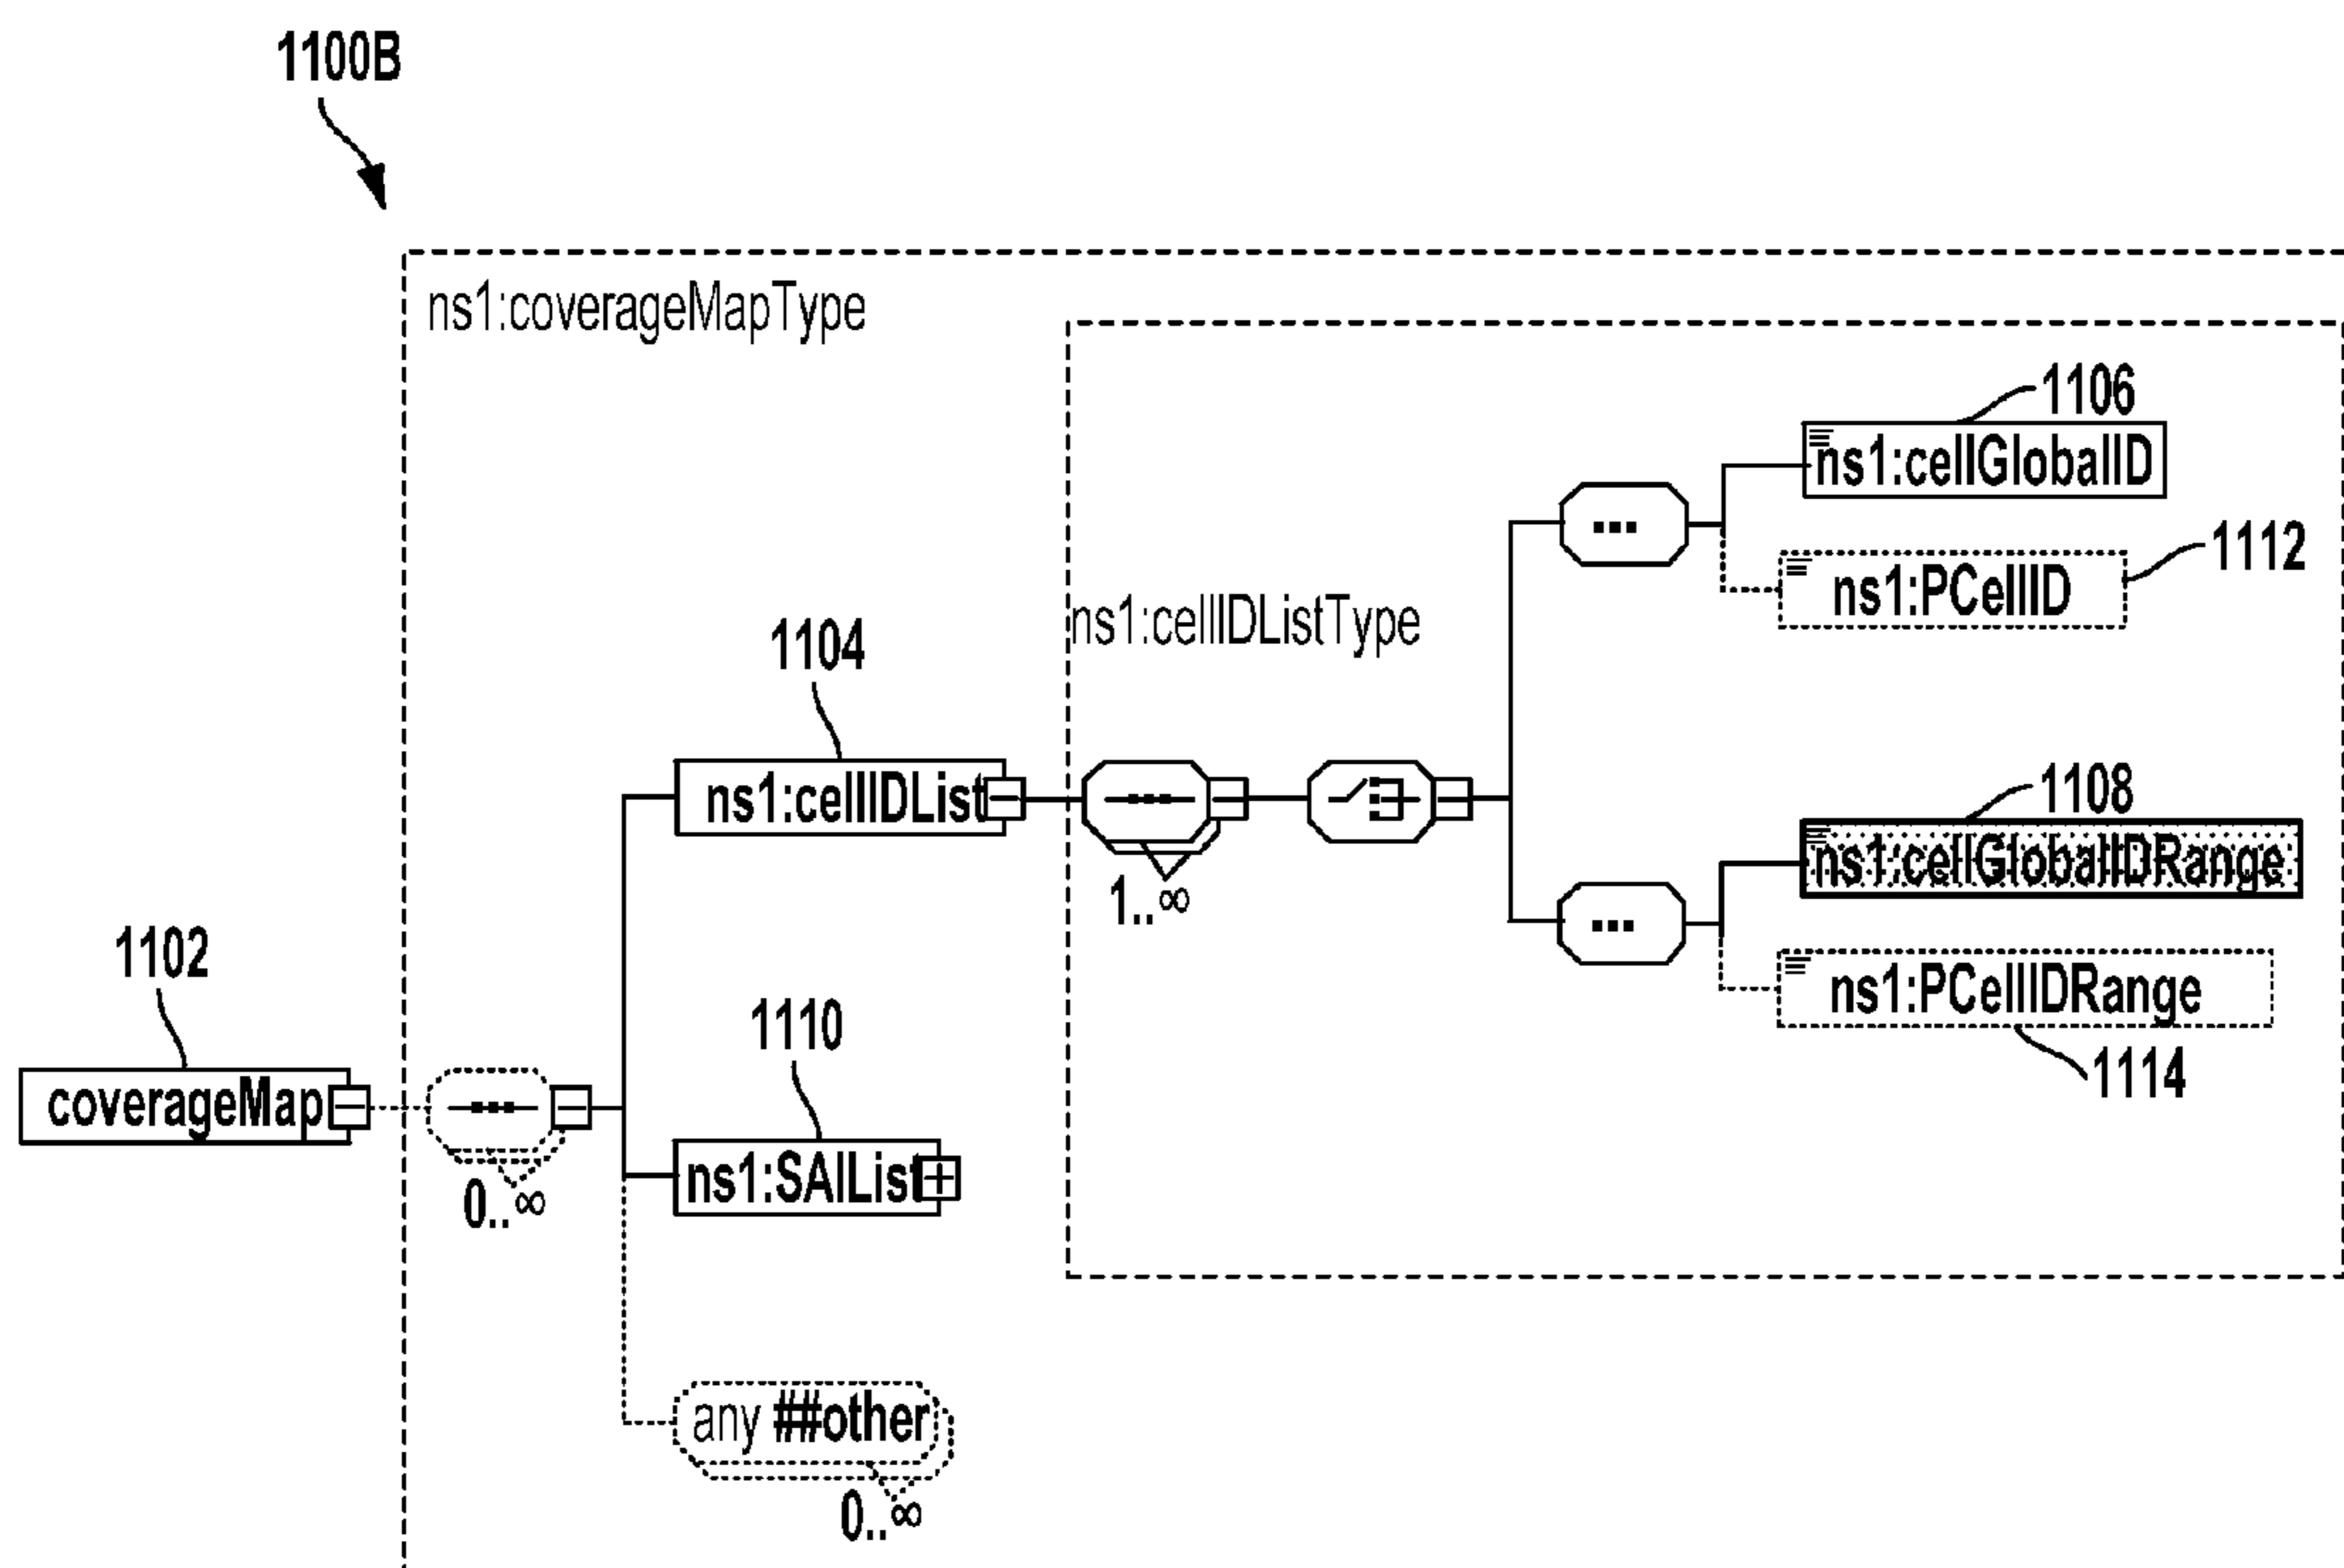 1100B
ns1:coverageMapType
1106
ns1:cellGlobalID
1112
ns1:PCellID
ns1:cellIDListType
1104
ns1:cellIDList
1..∞
1108
ns1:cellGlobalIDRange
ns1:PCellIDRange
1114
1102
coverageMap
0..∞
1110
ns1:SAIList
any ##other
0..∞